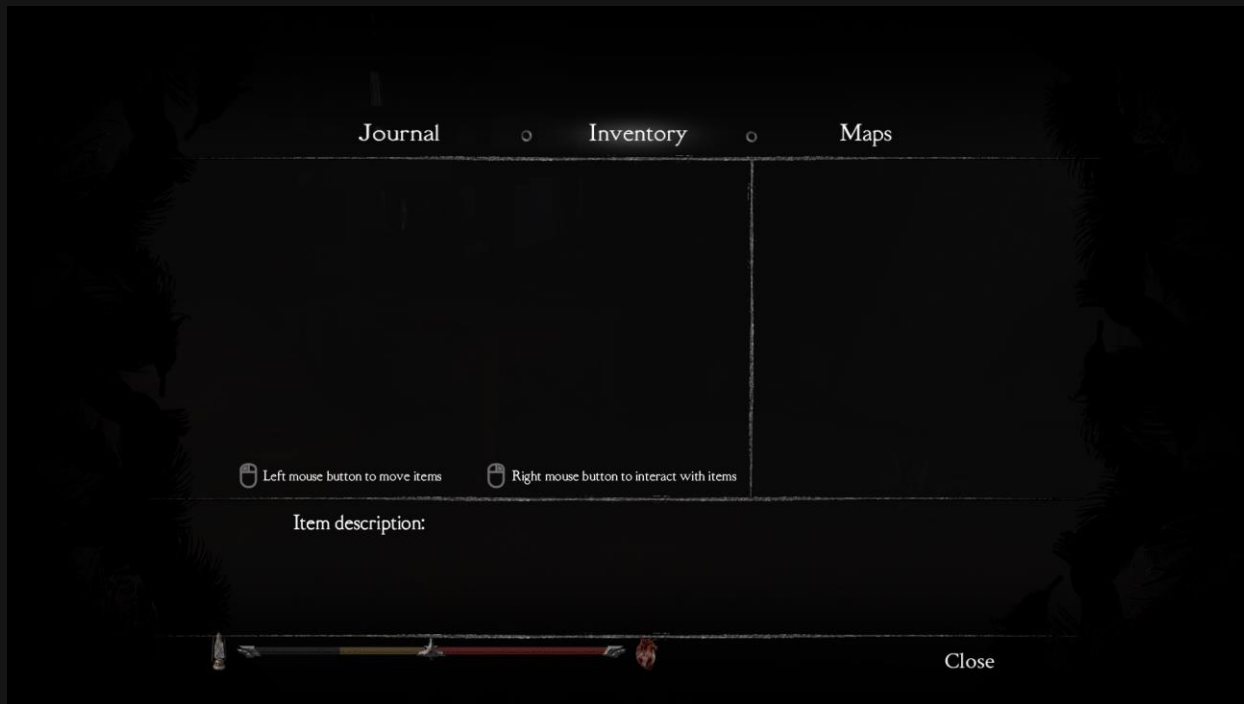 Journal
Inventory
Maps
Left mouse button to move items
Right mouse button to interact with items
Item description:
Close